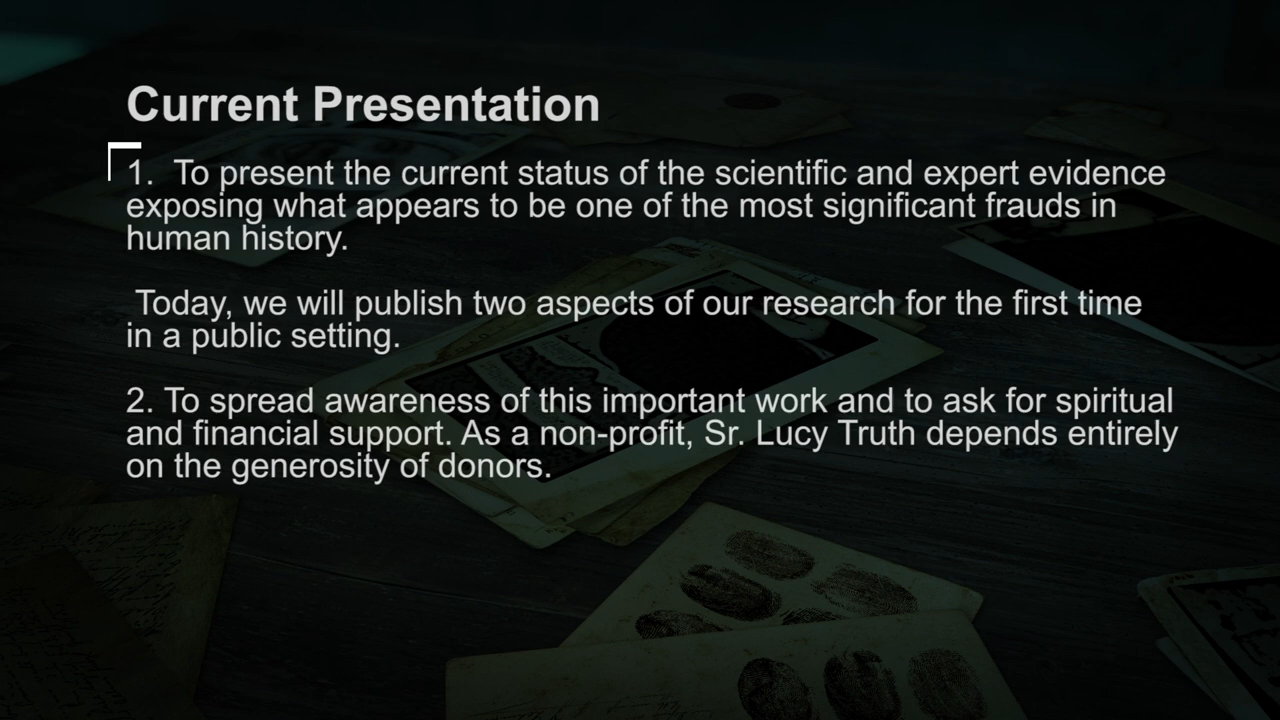 Current Presentation
1. To present the current status of the scientific and expert evidence
exposing what appears to be one of the most significant frauds in
human history.
Today, we will publish two aspects of our research for the first time
in a public setting.
2. To spread awareness of this important work and to ask for spiritual
and financial support. As a non-profit, Sr. Lucy Truth depends entirely
on the generosity of donors.